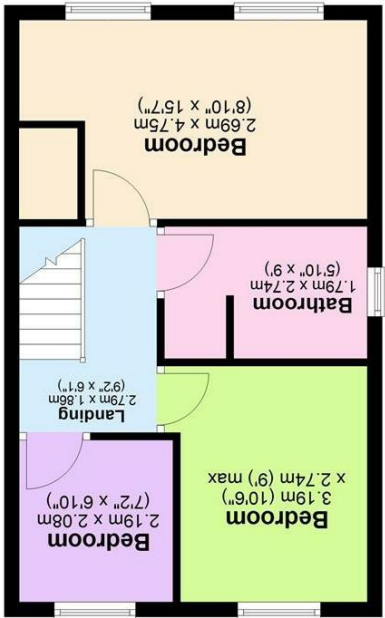 Bedroom
3.19m (10'6")
x 2.74m (9') max
Bedroom
2.19m x 2.08m
(7'2" x 6'10")
Landing
2.79m x 1.86m
(9'2" x 6'1")
Bathroom
1.79m x 2.74m
(5'10" x 9')
Bedroom
2.69m x 4.75m
(8'10" x 15'7")